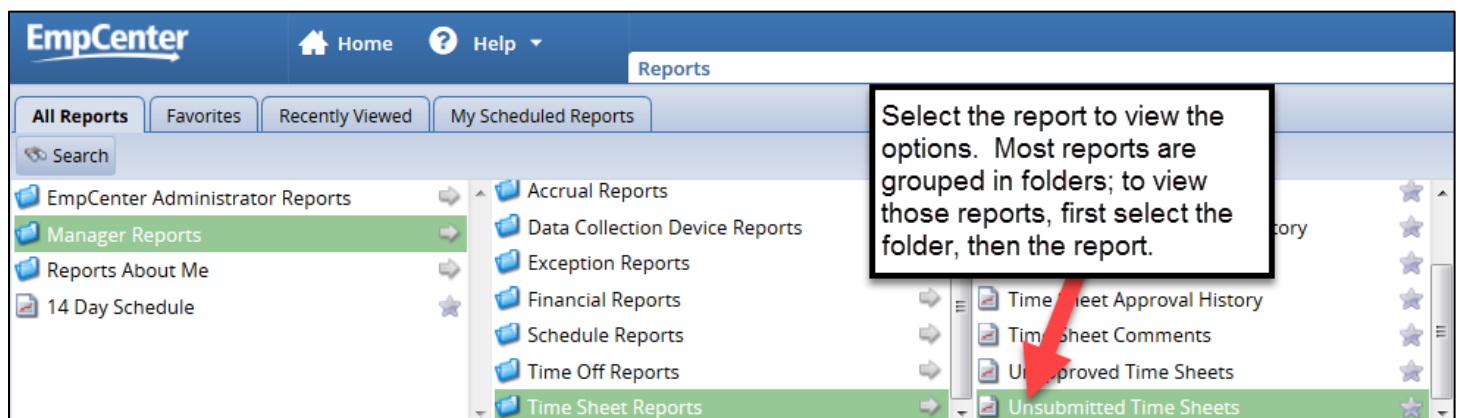 EmpCenter
Home
Help
Reports
All Reports
Favorites
Recently Viewed
My Scheduled Reports
Search
Select the report to view the
options. Most reports are
grouped in folders; to view
those reports, first select the
folder, then the report.
EmpCenter Administrator Reports
Manager Reports
Reports About Me
14 Day Schedule
Accrual Reports
Data Collection Device Reports
Exception Reports
Financial Reports
Schedule Reports
Time Off Reports
Time Sheet Reports
Time Sheet Approval History
Time Sheet Comments
Unapproved Time Sheets
Unsubmitted Time Sheets